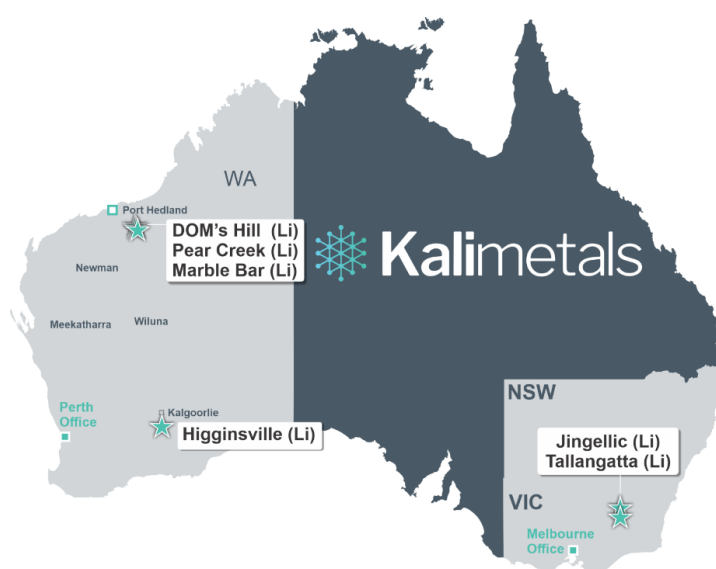 WA
Port Hedland
DOM's Hill (Li)
Pear Creek (Li)
Marble Bar (Li)
Kalimetals
Newman
Meekatharra
Wiluna
Perth
Office
Kalgoorlie
Higginsville (Li)
NSW
Jingellic (Li)
Tallangatta (Li)
VIC
Melbourne
Office